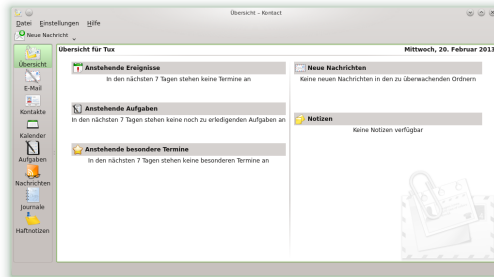 Übersicht – Kontact
Datei Einstellungen Hilfe
Neue Nachricht
Übersicht
E-Mail
Kontakte
Kalender
Aufgaben
Nachrichten
Journale
Haftnotizen
Übersicht für Tux
Mittwoch, 20. Februar 2013
Anstehende Ereignisse
In den nächsten 7 Tagen stehen keine Termine an
Anstehende Aufgaben
In den nächsten 7 Tagen stehen keine noch zu erledigenden Aufgaben an
Anstehende besondere Termine
In den nächsten 7 Tagen stehen keine besonderen Termine an
Neue Nachrichten
Keine neuen Nachrichten in den zu überwachenden Ordnern
Notizen
Keine Notizen verfügbar